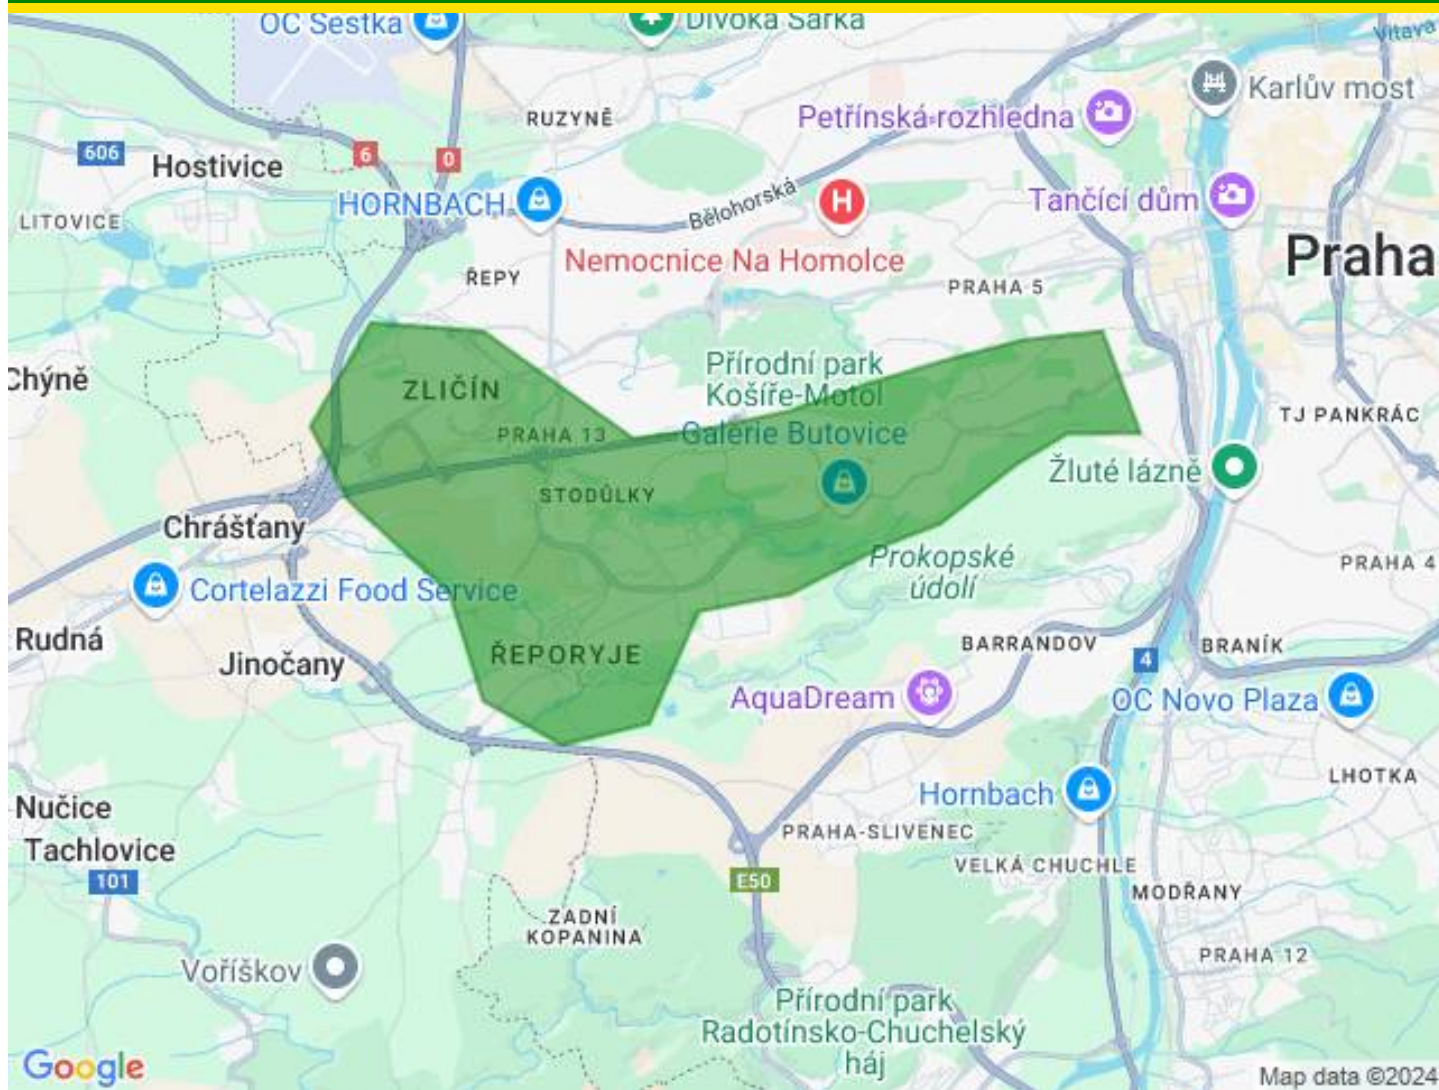 OC Šestka
Divoká Šárka
Vltava
Karlův most
RUZYNĚ
Petřínská rozhledna
606
Hostivice
6
0
HORNBACH
Bělohorská
H
Tančící dům
LITOVICE
Praha
Nemocnice Na Homolce
ŘEPY
PRAHA 5
Chýně
ZLIČÍN
Přírodní park
Košíře-Motol
TJ PANKRÁC
PRAHA 13
Galerie Butovice
Žluté lázně
STODŮLKY
Chrášťany
Prokopské
údolí
PRAHA 4
Cortelazzi Food Service
Rudná
Jinočany
ŘEPORYJE
BARRANDOV
4
BRANÍK
AquaDream
OC Novo Plaza
LHOTKA
Hornbach
Nučice
Tachlovice
PRAHA-SLIVENEC
VELKÁ CHUCHLE
101
E50
MODŘANY
ZADNÍ
KOPANINA
PRAHA 12
Voříškov
Přírodní park
Radotínsko-Chuchelský
háj
Google
Map data ©2024